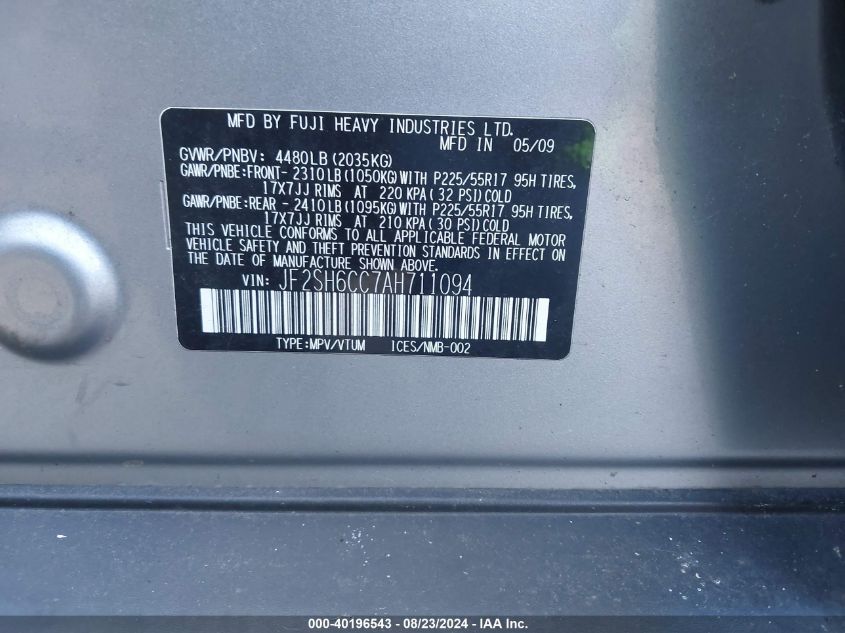 MFD BY FUJI HEAVY INDUSTRIES LTD.
MFD IN 05/09
GVWR/PNBV: 4480LB (2035KG)
GAWR/PNBE:FRONT- 2310LB (1050KG) WITH P225/55R17 95H TIRES,
17X7JJ RIMS AT 220 KPA (32 PSI) COLD
GAWR/PNBE:REAR - 2410LB (1095KG) WITH P225/55R17 95H TIRES,
17X7JJ RIMS AT 210 KPA (30 PSI) COLD
THIS VEHICLE CONFORMS TO ALL APPLICABLE FEDERAL MOTOR
VEHICLE SAFETY AND THEFT PREVENTION STANDARDS IN EFFECT ON
THE DATE OF MANUFACTURE SHOWN ABOVE.
VIN: JF2SH6CC7AH711094
TYPE:MPV/VTUM ICES/NMB-002
000-40196543 / 08/23/2024 - IAA Inc.